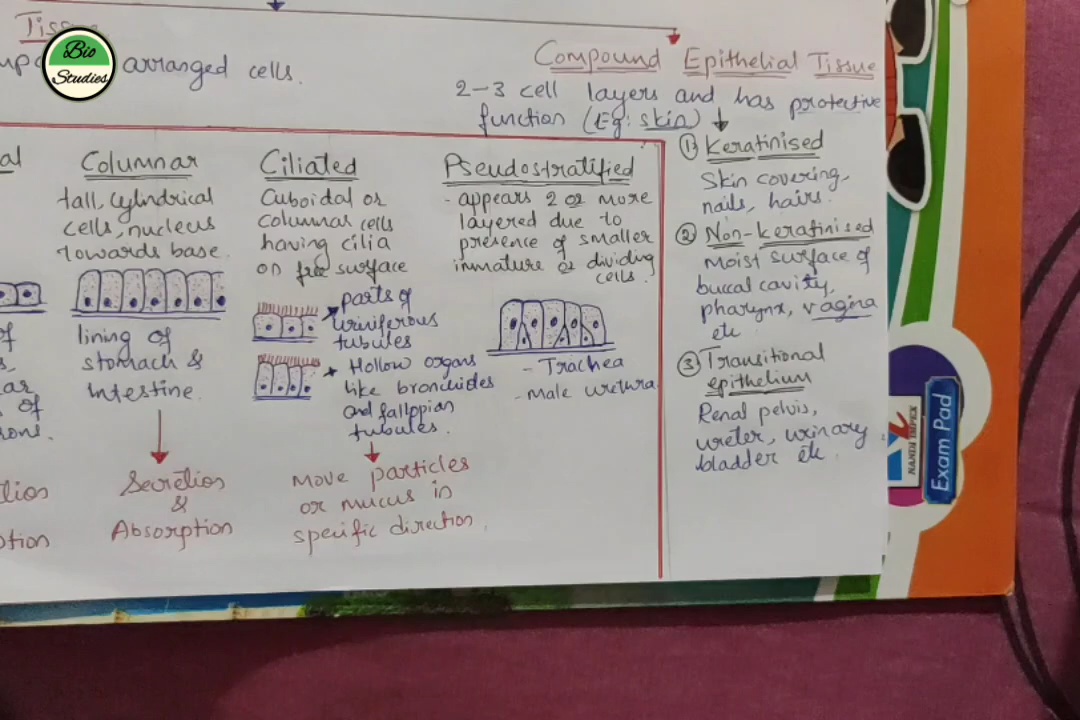 Tissue
Bio
Studies
arranged cells.
Compound Epithelial Tissue
2-3 cell layers and has protective
function (Eg: skin)
Columnar
tall, cylindrical
cells, nucleus
towards base.
lining of
stomach &
Intestine.
Secretion
&
Absorption
Ciliated
Cuboidal or
columnar cells
having cilia
on free surface
parts of
uriniferous
tubules
Hollow organs
like bronchioles
and fallopian
tubules.
Move particles
or mucus in
specific direction.
Pseudostratified
- appears 2 or more
layered due to
presence of smaller
immature or dividing
cells.
- Trachea
- Male urethra
① Keratinised
Skin covering,
nails, hairs.
② Non-keratinised
Moist surface of
buccal cavity,
pharynx, vagina
etc
③ Transitional
epithelium
Renal pelvis,
ureter, urinary
bladder etc.
NANDI IMPEX
Exam Pad